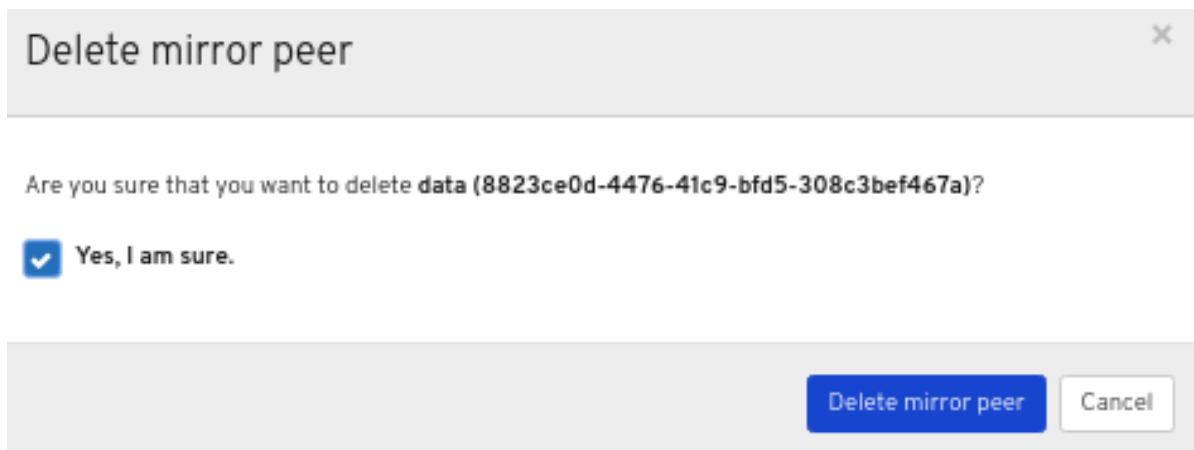 Delete mirror peer
Are you sure that you want to delete data (8823ce0d-4476-41c9-bfd5-308c3bef467a)?
Yes, I am sure.
Delete mirror peer
Cancel